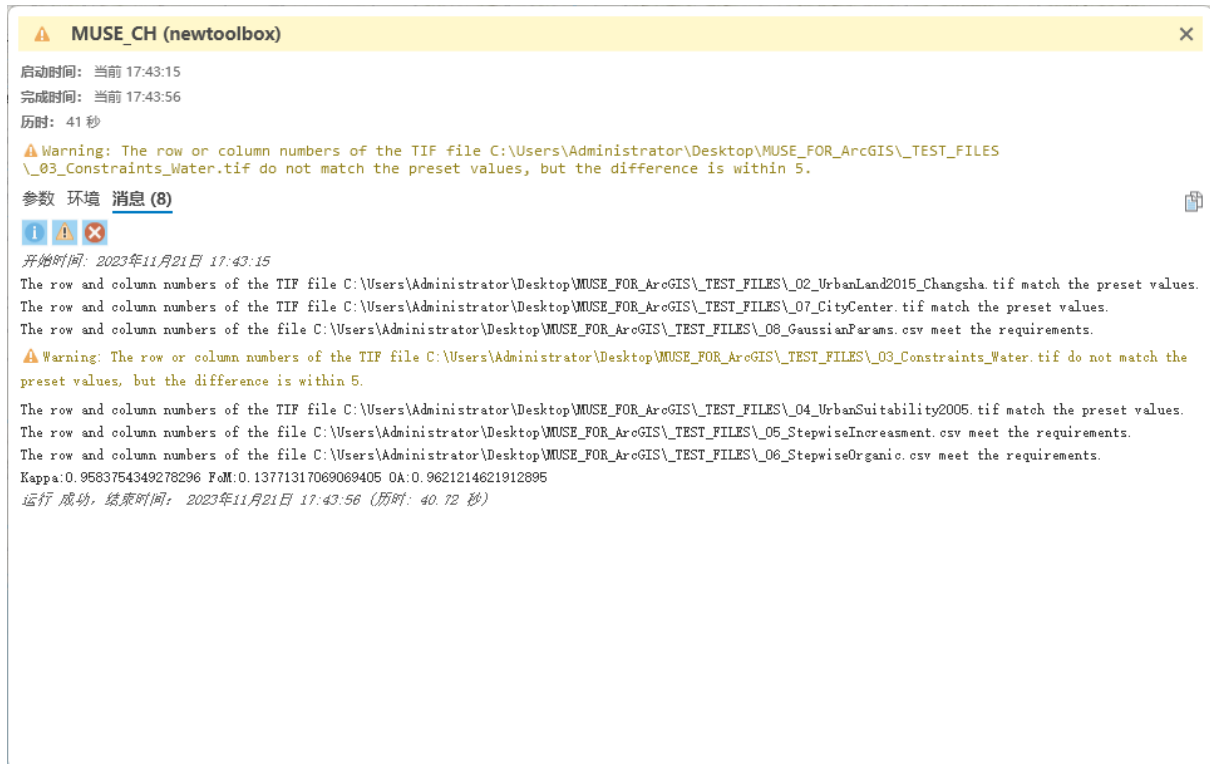 MUSE_CH (newtoolbox)
启动时间： 当前 17:43:15
完成时间： 当前 17:43:56
历时： 41 秒
Warning: The row or column numbers of the TIF file C:\Users\Administrator\Desktop\MUSE_FOR_ArcGIS\_TEST_FILES
\_03_Constraints_Water.tif do not match the preset values, but the difference is within 5.
参数 环境 消息 (8)
开始时间: 2023年11月21日 17:43:15
The row and column numbers of the TIF file C:\Users\Administrator\Desktop\MUSE_FOR_ArcGIS\_TEST_FILES\_02_UrbanLand2015_Changsha.tif match the preset values.
The row and column numbers of the TIF file C:\Users\Administrator\Desktop\MUSE_FOR_ArcGIS\_TEST_FILES\_07_CityCenter.tif match the preset values.
The row and column numbers of the file C:\Users\Administrator\Desktop\MUSE_FOR_ArcGIS\_TEST_FILES\_08_GaussianParams.csv meet the requirements.
Warning: The row or column numbers of the TIF file C:\Users\Administrator\Desktop\MUSE_FOR_ArcGIS\_TEST_FILES\_03_Constraints_Water.tif do not match the
preset values, but the difference is within 5.
The row and column numbers of the TIF file C:\Users\Administrator\Desktop\MUSE_FOR_ArcGIS\_TEST_FILES\_04_UrbanSuitability2005.tif match the preset values.
The row and column numbers of the file C:\Users\Administrator\Desktop\MUSE_FOR_ArcGIS\_TEST_FILES\_05_StepwiseIncreasment.csv meet the requirements.
The row and column numbers of the file C:\Users\Administrator\Desktop\MUSE_FOR_ArcGIS\_TEST_FILES\_06_StepwiseOrganic.csv meet the requirements.
Kappa:0.9583754349278296 FoM:0.13771317069069405 OA:0.9621214621912895
运行 成功，结束时间： 2023年11月21日 17:43:56 (历时: 40.72 秒)